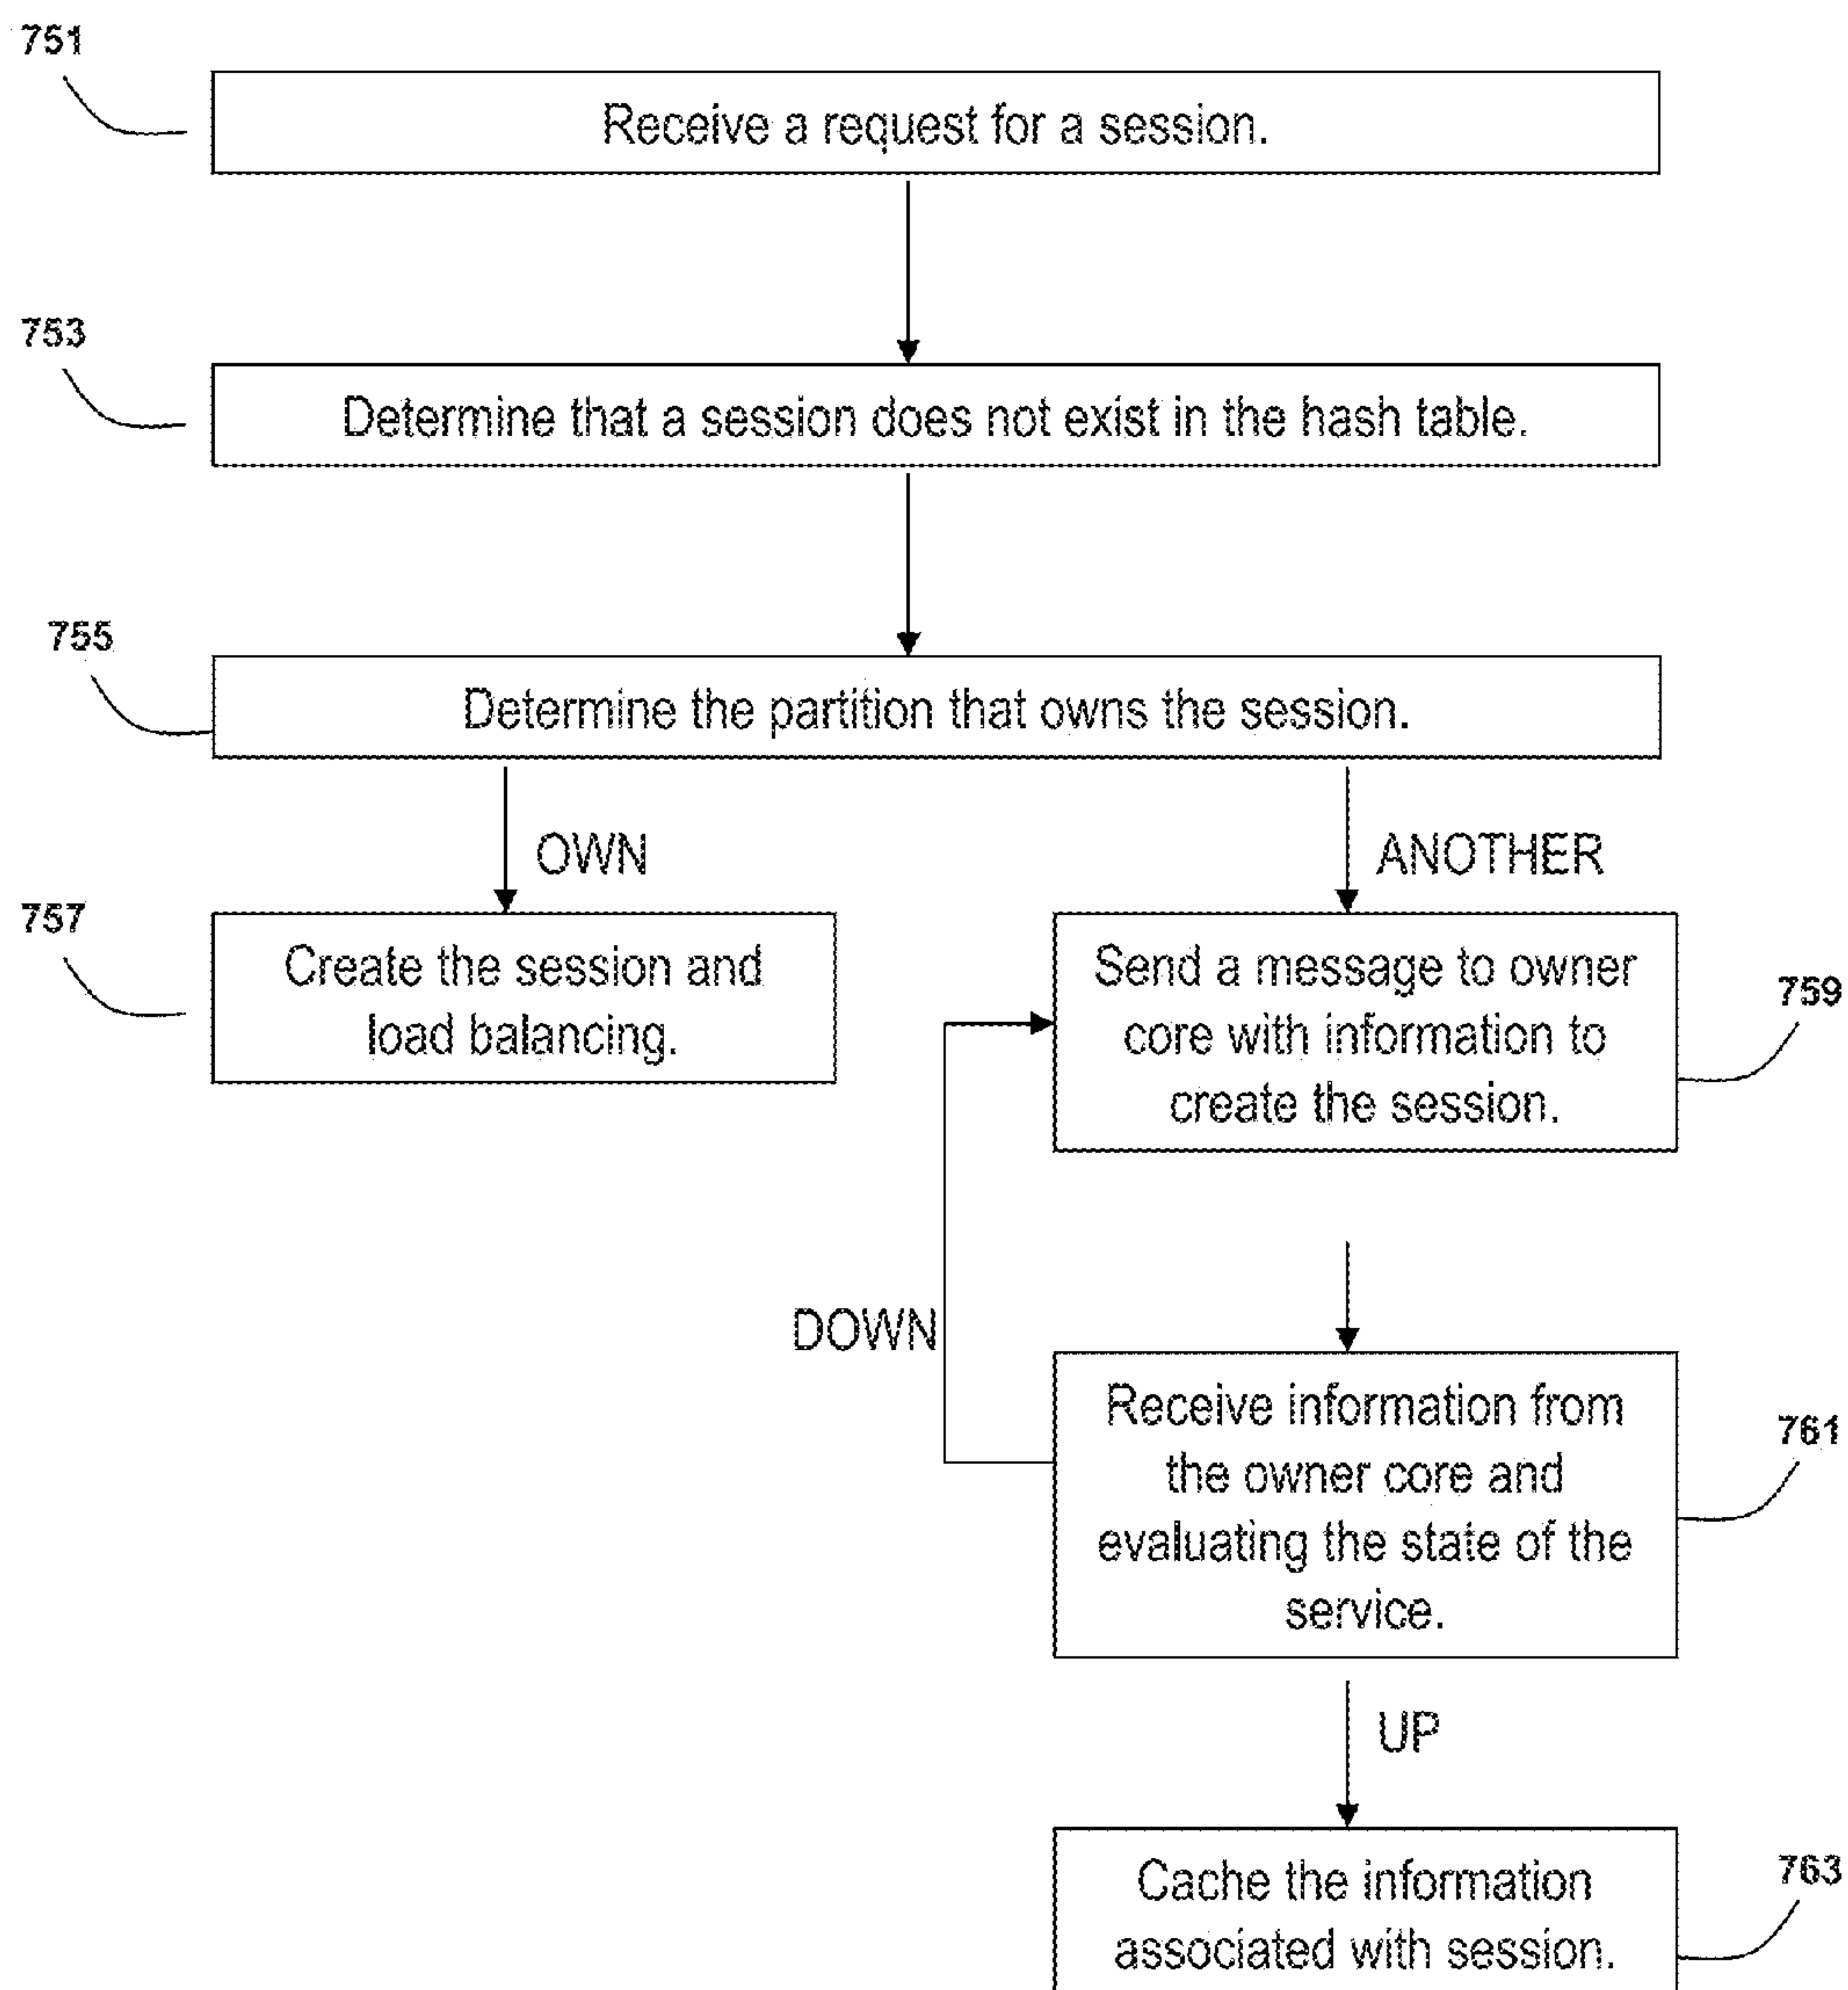 751
Receive a request for a session.
753
Determine that a session does not exist in the hash table.
755
Determine the partition that owns the session.
OWN
ANOTHER
757
Create the session and
load balancing.
Send a message to owner
core with information to
create the session.
759
DOWN
Receive information from
the owner core and
evaluating the state of the
service.
761
UP
Cache the information
associated with session.
763